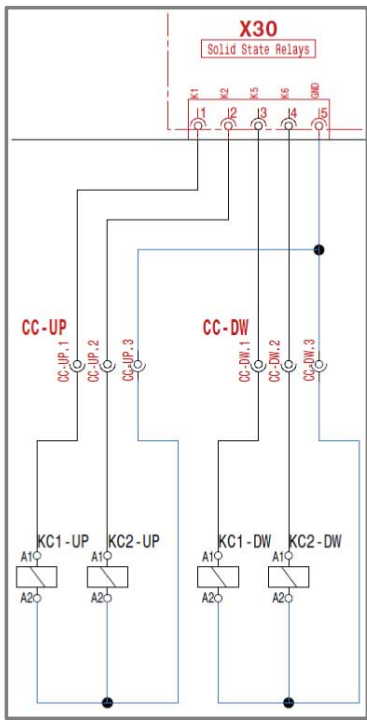 X30
Solid State Relays
K1 K2 K5 K6 GND
1 2 3 4 5
CC-UP CC-DW
CC-UP.1 CC-UP.2 CC-UP.3 CC-DW.1 CC-DW.2 CC-DW.3
KC1-UP KC2-UP KC1-DW KC2-DW
A1 A1 A1 A1
A2 A2 A2 A2